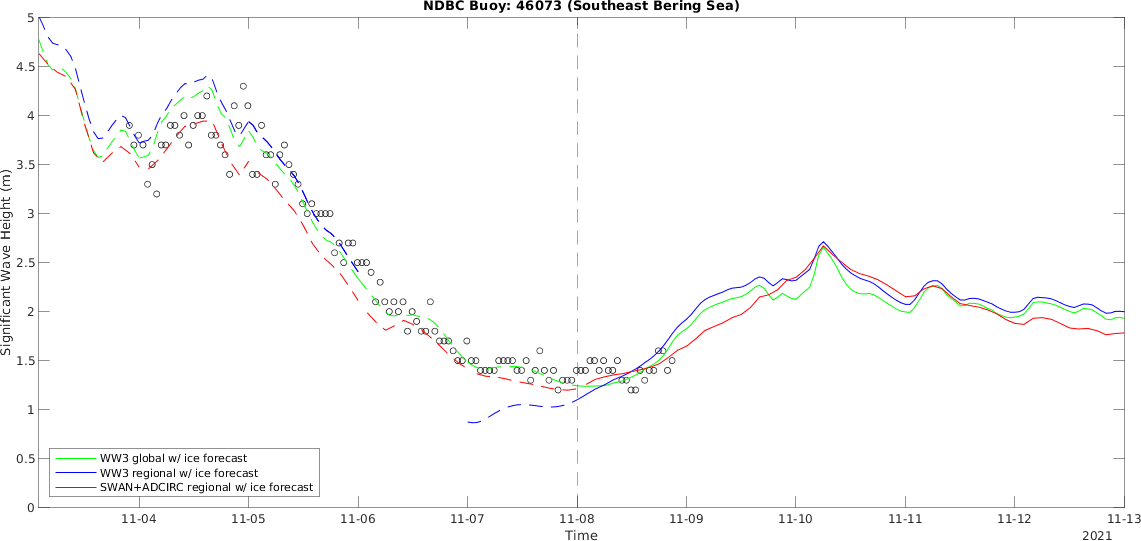 NDBC Buoy: 46073 (Southeast Bering Sea)
5
4.5
4
3.5
3
2.5
2
1.5
1
0.5
0
Significant Wave Height (m)
WW3 global w/ ice forecast
WW3 regional w/ ice forecast
SWAN+ADCIRC regional w/ ice forecast
11-04 11-05 11-06 11-07 11-08 11-09 11-10 11-11 11-12 11-13
Time
2021